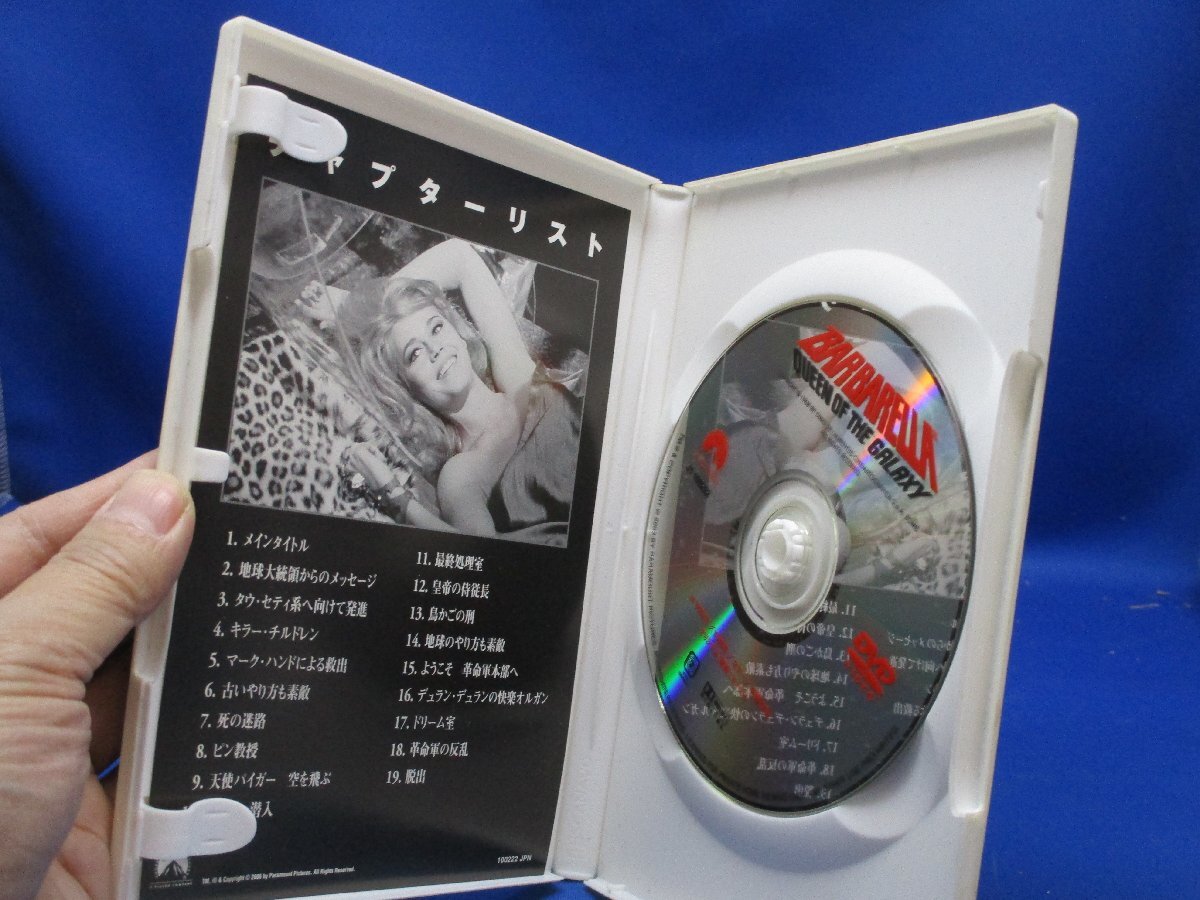 チャプターリスト
1. メインタイトル
2. 地球大統領からのメッセージ
3. タウ・セティ系へ向けて発進
4. キラー・チルドレン
5. マーク・ハンドによる救出
6. 古いやり方も素敵
7. 死の迷路
8. ピン教授
9. 天使パイガー 空を飛ぶ
潜入
11. 最終処理室
12. 皇帝の侍従長
13. 鳥かごの刑
14. 地球のやり方も素敵
15. ようこそ 革命軍本部へ
16. デュラン・デュランの快楽オルガン
17. ドリーム室
18. 革命軍の反乱
19. 脱出
TM, ® & Copyright © 2000 by Paramount Pictures. All Rights Reserved.
100222 JPN
BARBARELLA
QUEEN OF THE GALAXY
DVD